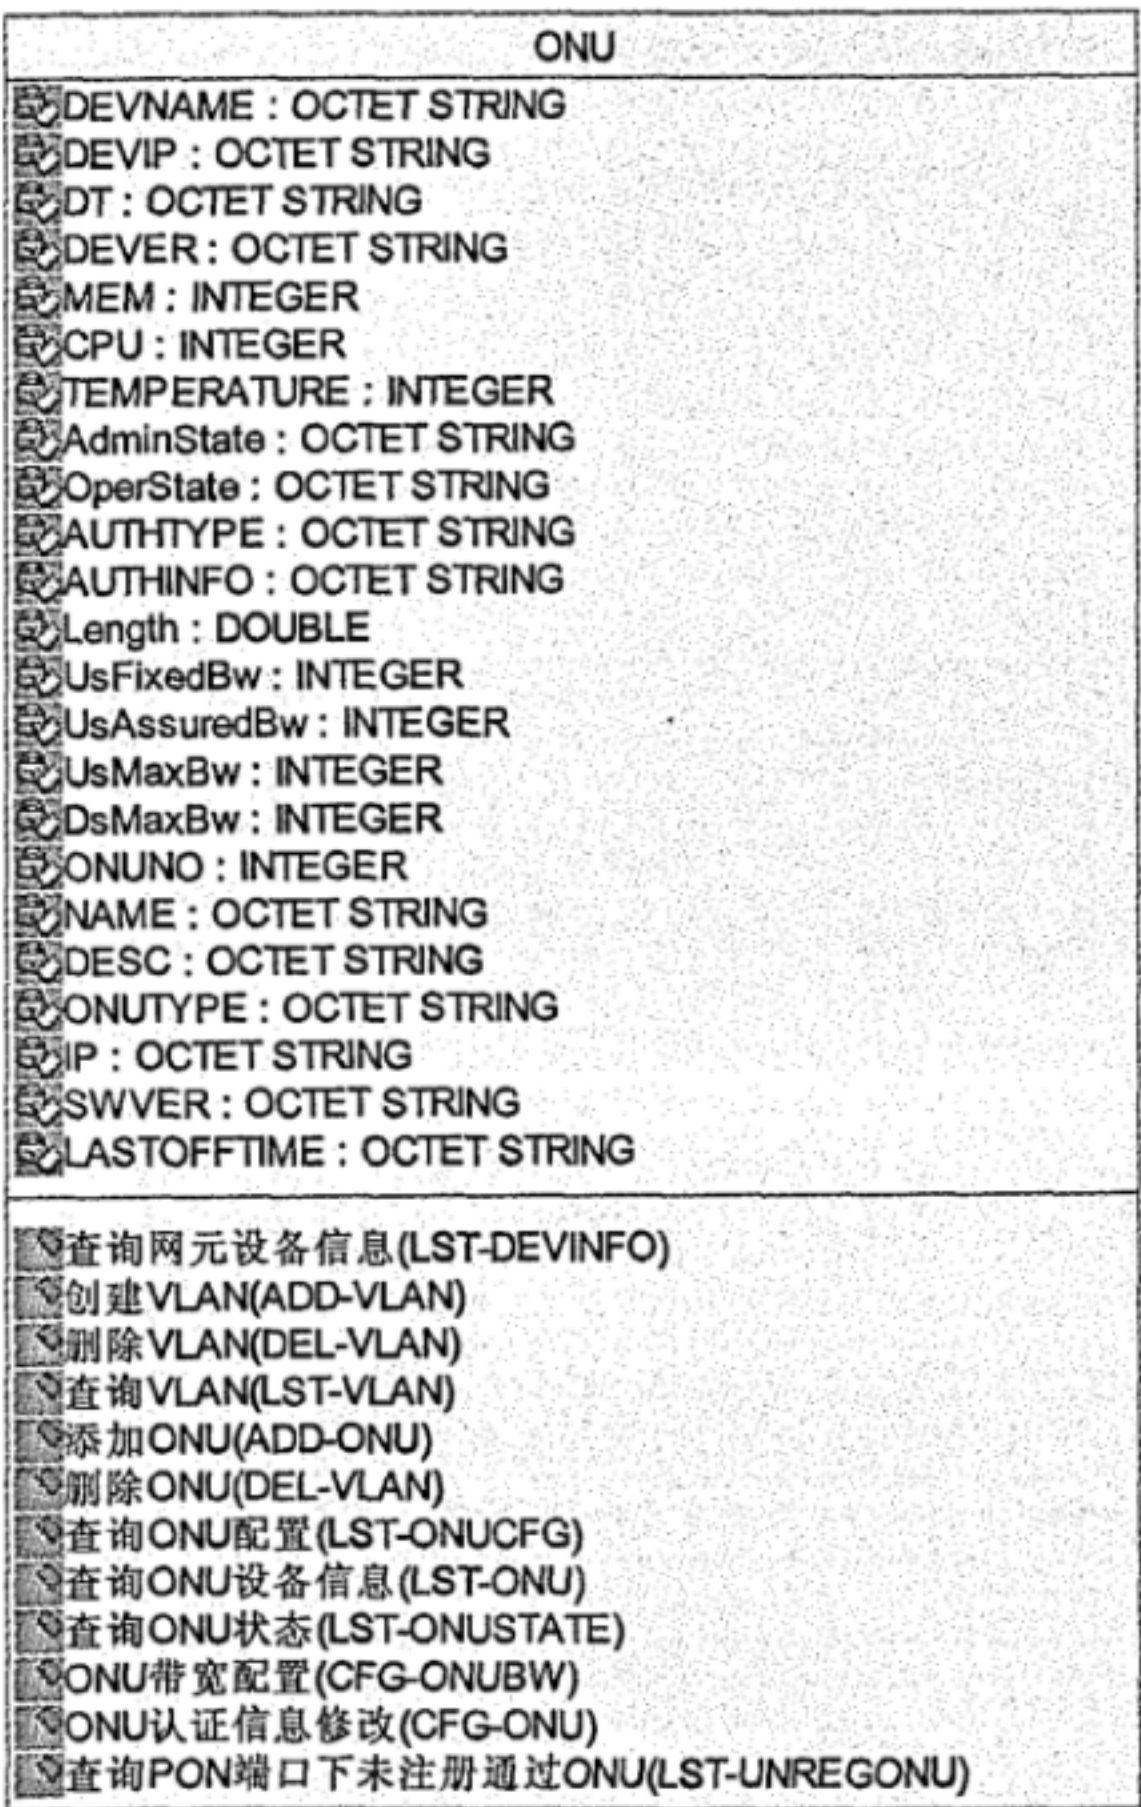 ONU
DEVNAME : OCTET STRING
DEVIP : OCTET STRING
DT : OCTET STRING
DEVER : OCTET STRING
MEM : INTEGER
CPU : INTEGER
TEMPERATURE : INTEGER
AdminState : OCTET STRING
OperState : OCTET STRING
AUTHTYPE : OCTET STRING
AUTHINFO : OCTET STRING
Length : DOUBLE
UsFixedBw : INTEGER
UsAssuredBw : INTEGER
UsMaxBw : INTEGER
DsMaxBw : INTEGER
ONUNO : INTEGER
NAME : OCTET STRING
DESC : OCTET STRING
ONUTYPE : OCTET STRING
IP : OCTET STRING
SWVER : OCTET STRING
LASTOFFTIME : OCTET STRING
查询网元设备信息(LST-DEVINFO)
创建VLAN(ADD-VLAN)
删除VLAN(DEL-VLAN)
查询VLAN(LST-VLAN)
添加ONU(ADD-ONU)
删除ONU(DEL-VLAN)
查询ONU配置(LST-ONUCFG)
查询ONU设备信息(LST-ONU)
查询ONU状态(LST-ONUSTATE)
ONU带宽配置(CFG-ONUBW)
ONU认证信息修改(CFG-ONU)
查询PON端口下未注册通过ONU(LST-UNREGONU)